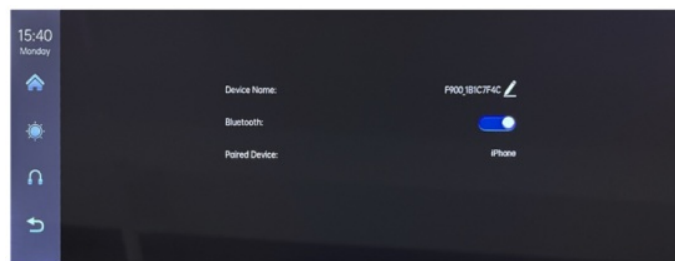 15:40
Monday
Device Name: F900_1B1C7F4C
Bluetooth:
Paired Device: iPhone